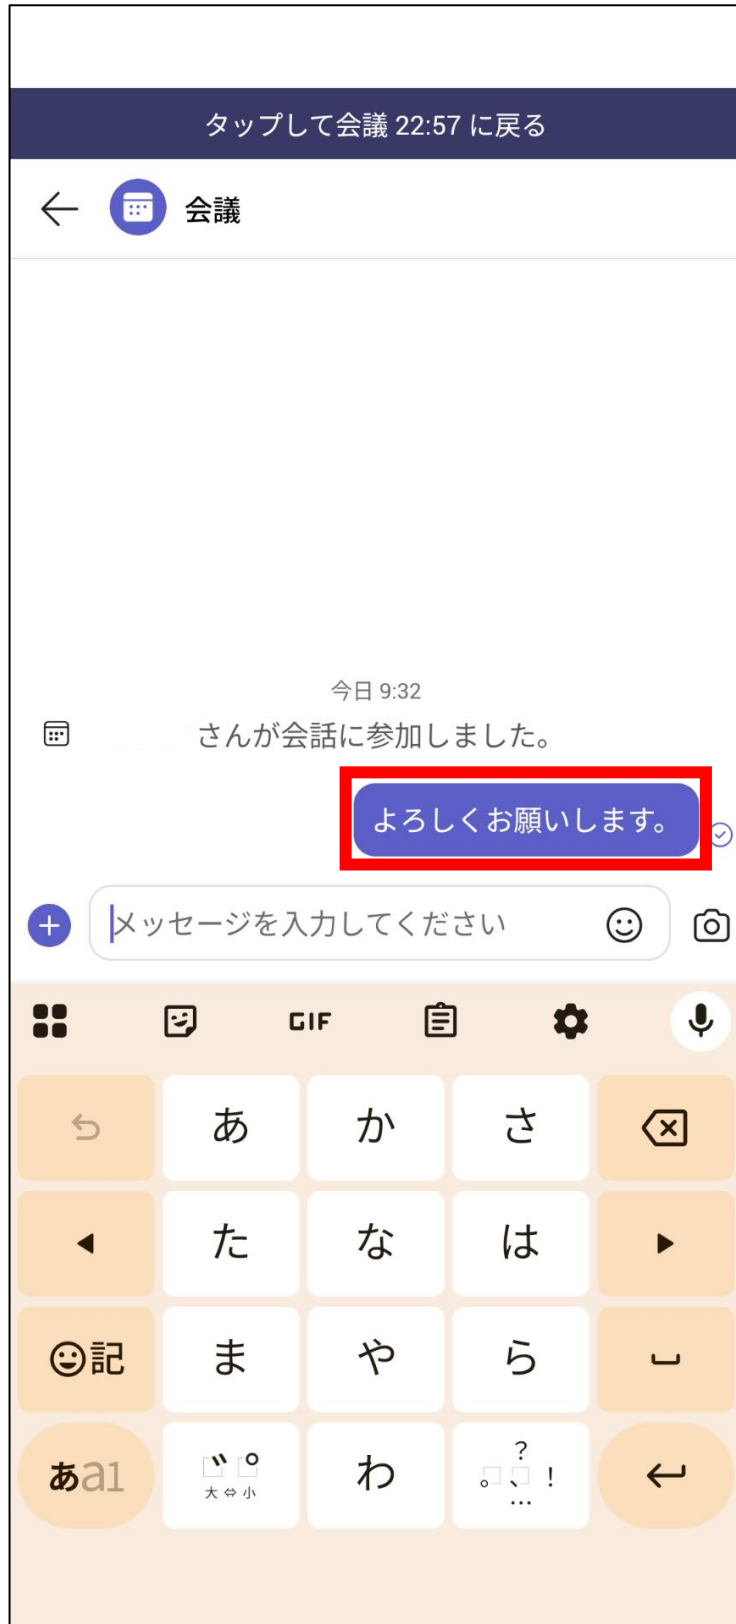 タップして会議 22:57 に戻る
会議
今日 9:32
さんが会話に参加しました。
よろしくお願いします。
メッセージを入力してください
GIF
あ か さ
た な は
記 ま や ら
あa1 大⇔小 わ 。、?!…